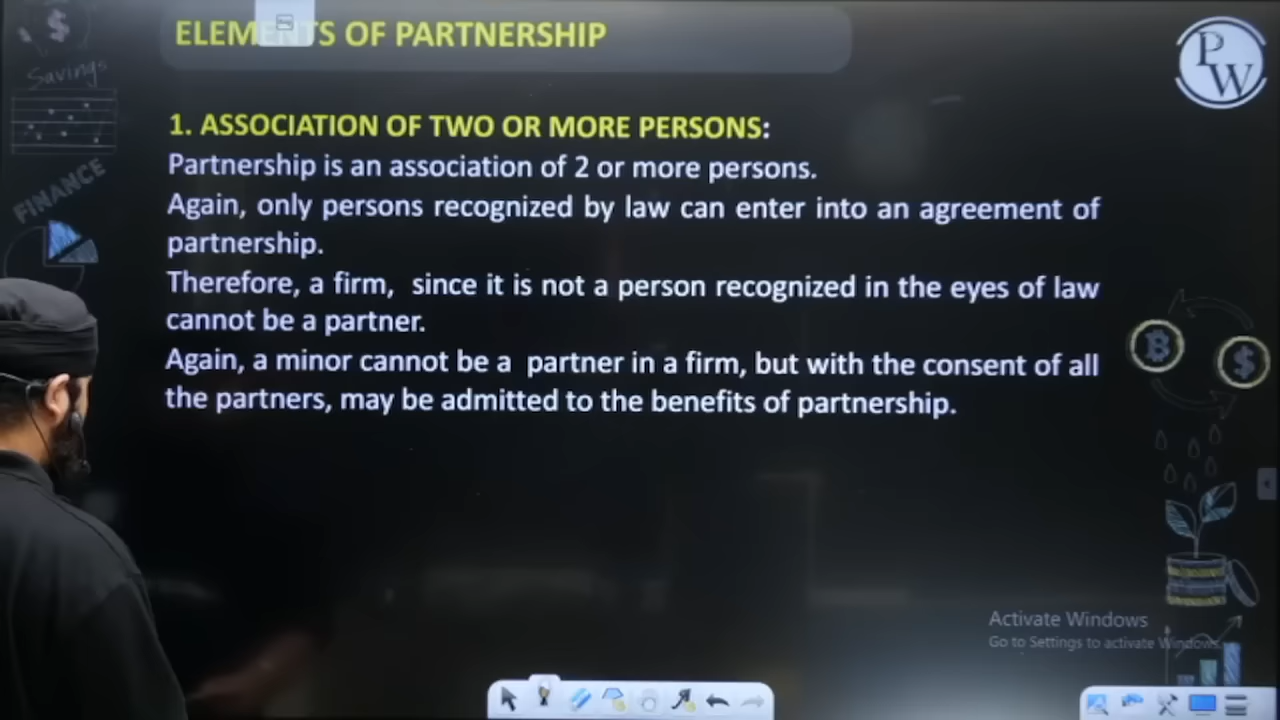 ELEMENTS OF PARTNERSHIP
PW
Savings
FINANCE
1. ASSOCIATION OF TWO OR MORE PERSONS:
Partnership is an association of 2 or more persons.
Again, only persons recognized by law can enter into an agreement of
partnership.
Therefore, a firm, since it is not a person recognized in the eyes of law
cannot be a partner.
Again, a minor cannot be a partner in a firm, but with the consent of all
the partners, may be admitted to the benefits of partnership.
Activate Windows
Go to Settings to activate Windows.